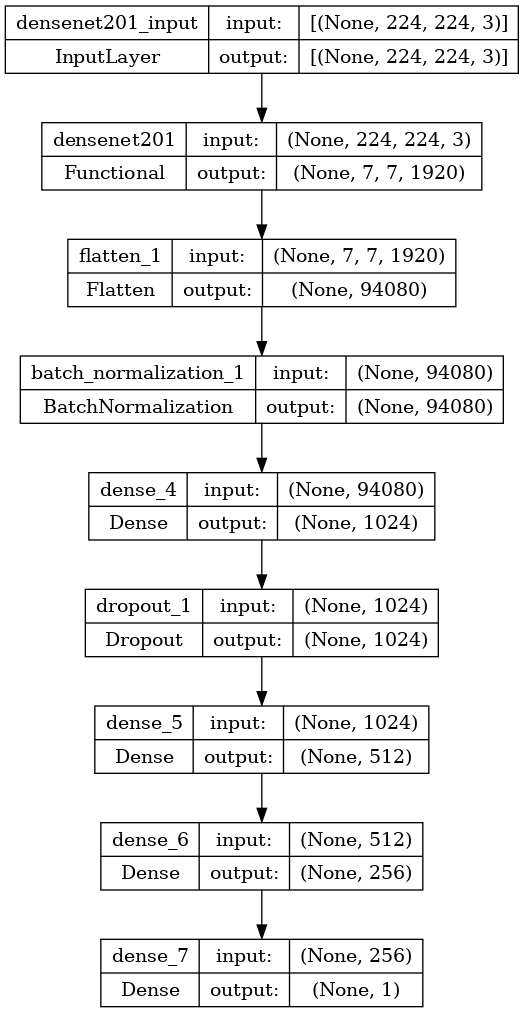 densenet201_input input: [(None, 224, 224, 3)]
InputLayer output: [(None, 224, 224, 3)]
densenet201 input: (None, 224, 224, 3)
Functional output: (None, 7, 7, 1920)
flatten_1 input: (None, 7, 7, 1920)
Flatten output: (None, 94080)
batch_normalization_1 input: (None, 94080)
BatchNormalization output: (None, 94080)
dense_4 input: (None, 94080)
Dense output: (None, 1024)
dropout_1 input: (None, 1024)
Dropout output: (None, 1024)
dense_5 input: (None, 1024)
Dense output: (None, 512)
dense_6 input: (None, 512)
Dense output: (None, 256)
dense_7 input: (None, 256)
Dense output: (None, 1)